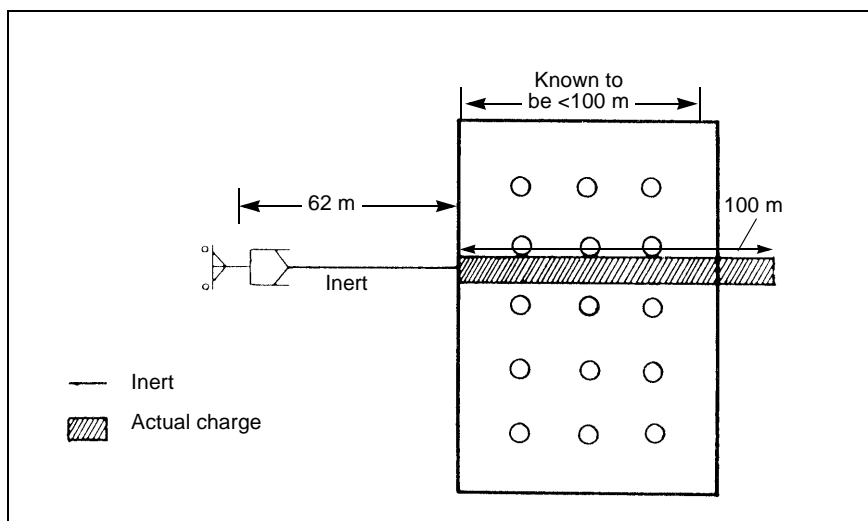 Known to
be <100 m
62 m
100 m
Inert
Inert
Actual charge